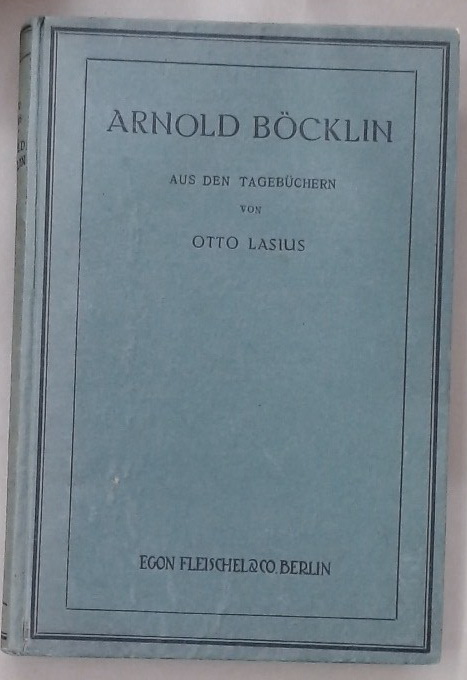 ARNOLD BÖCKLIN
AUS DEN TAGEBÜCHERN
VON
OTTO LASIUS
EGON FLEISCHEL & CO. BERLIN